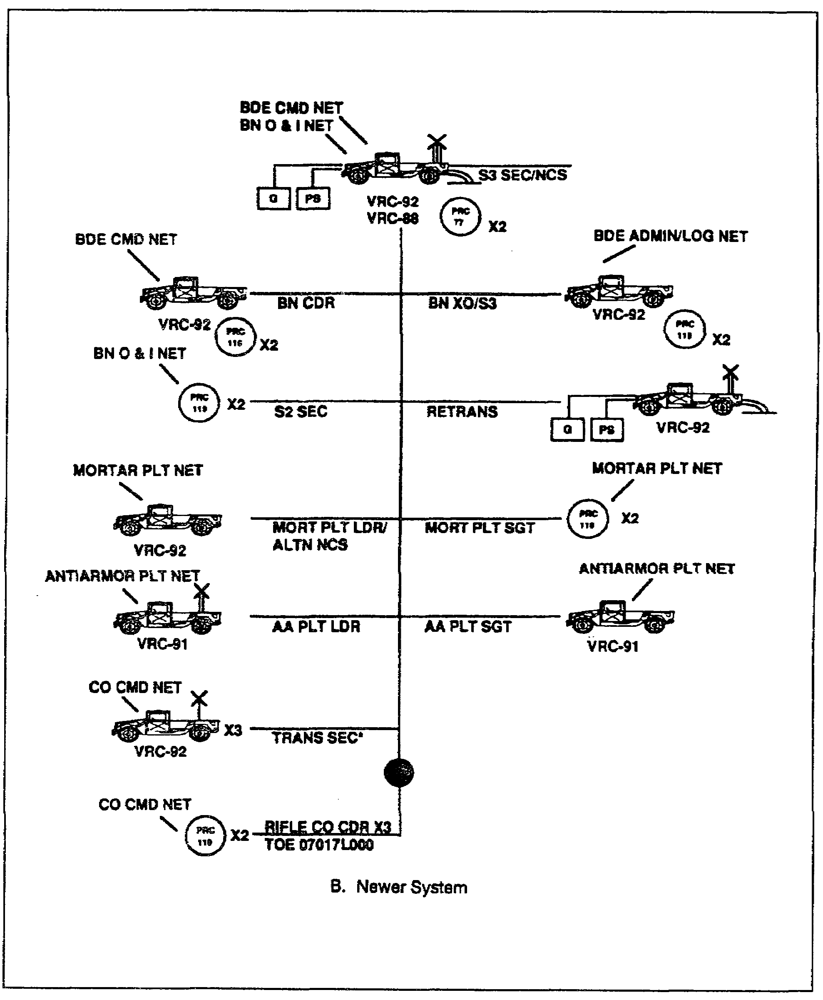 BDE CMD NET
BN O & I NET
S3 SEC/NCS
G
PS
VRC-92
VRC-88
PRC
77
X2
BDE CMD NET
BDE ADMIN/LOG NET
BN CDR
BN XO/S3
VRC-92
PRC
X2
VRC-92
PRC
X2
BN O & I NET
PRC
119
X2
S2 SEC
RETRANS
G
PS
VRC-92
MORTAR PLT NET
MORTAR PLT NET
MORT PLT LDR/
ALTN NCS
MORT PLT SGT
PRC
119
X2
VRC-92
ANTIARMOR PLT NET
ANTIARMOR PLT NET
AA PLT LDR
AA PLT SGT
VRC-91
VRC-91
CO CMD NET
X3
TRANS SEC*
VRC-92
CO CMD NET
PRC
119
X2
RIFLE CO CDR X3
TOE 07017L000
B. Newer System